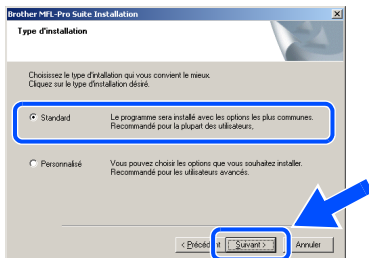 Brother MFL-Pro Suite Installation
Type d'installation
Choisissez le type d'intallation qui vous convient le mieux.
Cliquez sur le type d'installation désiré.
Standard
Le programme sera installé avec les options les plus communes.
Recommandé pour la plupart des utilisateurs,
Personnalisé
Vous pouvez choisir les options que vous souhaitez installer.
Recommandé pour les utilisateurs avancés.
< Précédent Suivant > Annuler